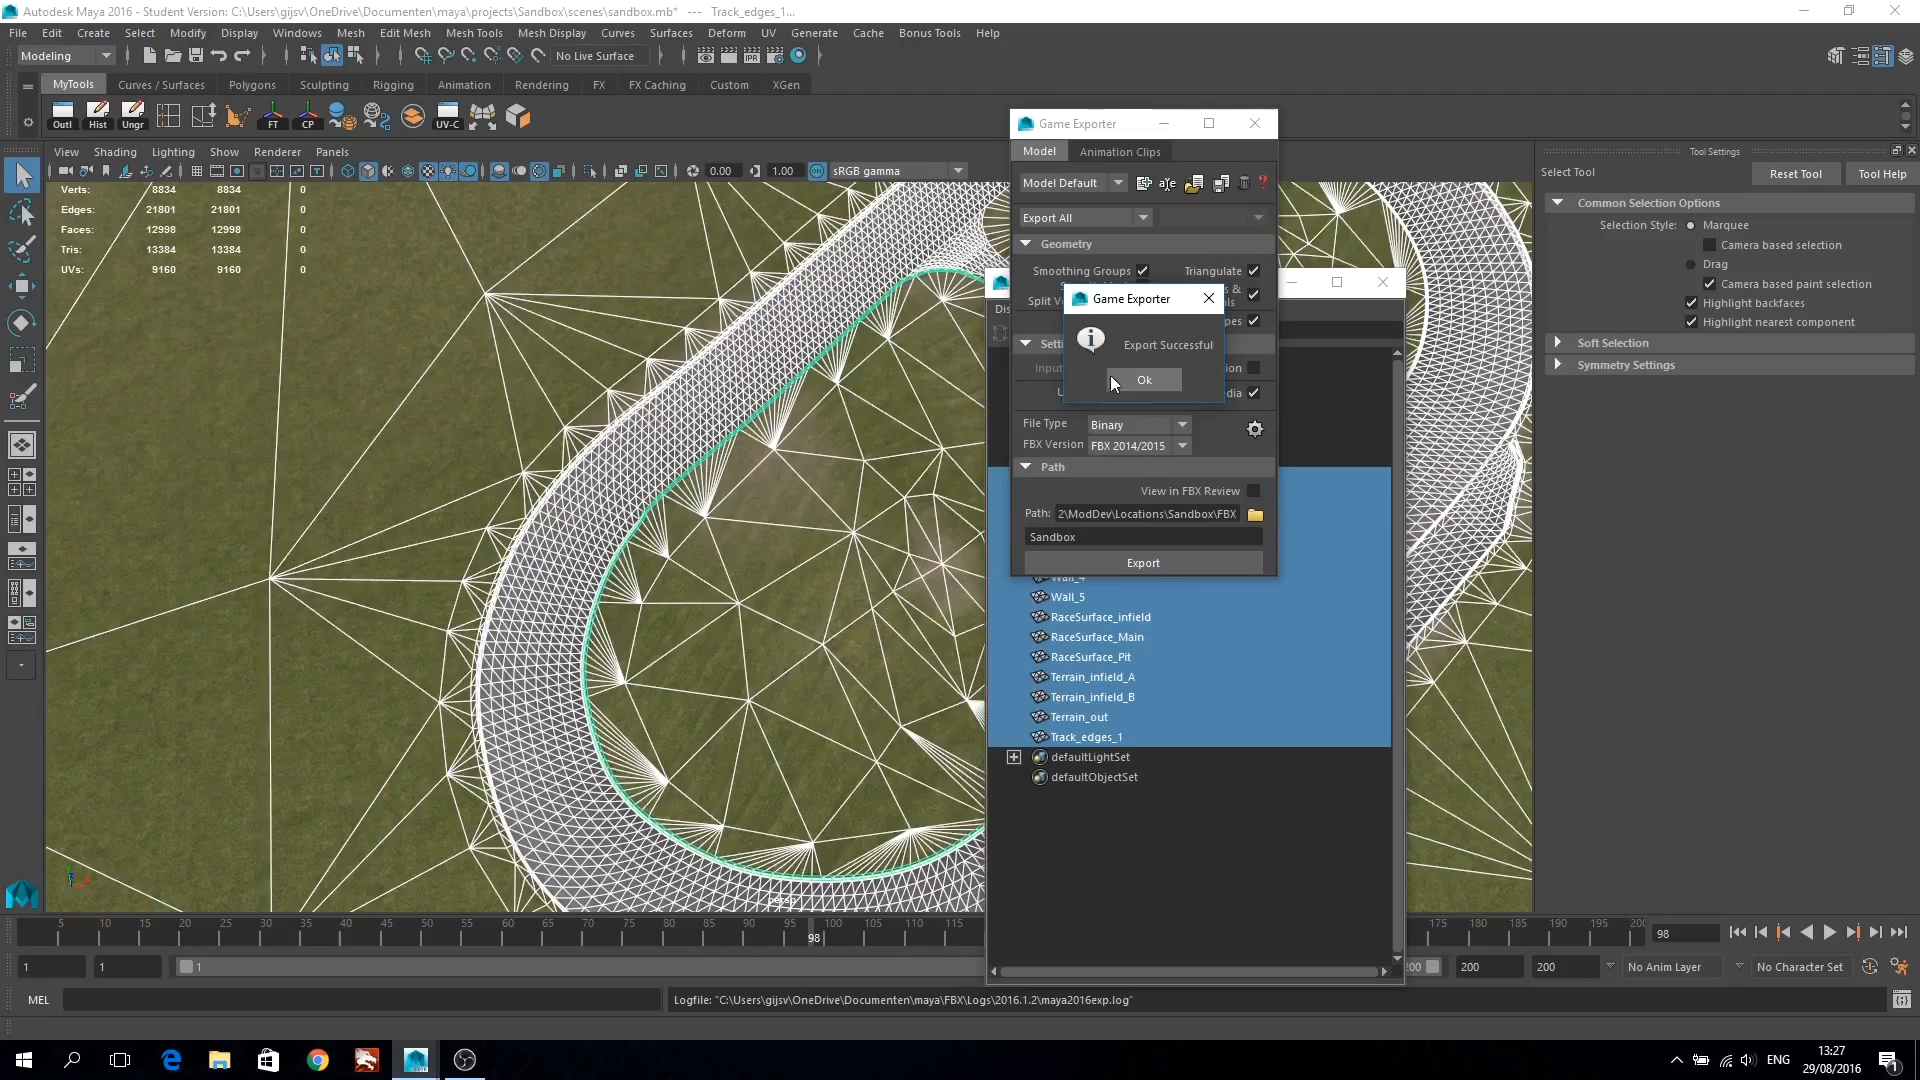 Autodesk Maya 2016 - Student Version: C:\Users\gijsv\OneDrive\Documenten\maya\projects\Sandbox\scenes\sandbox.mb* --- Track_edges_1...
File Edit Create Select Modify Display Windows Mesh Edit Mesh Mesh Tools Mesh Display Curves Surfaces Deform UV Generate Cache Bonus Tools Help
Modeling No Live Surface IPR
MyTools Curves / Surfaces Polygons Sculpting Rigging Animation Rendering FX FX Caching Custom XGen
Outl Hist Ungr FT CP UV-C
View Shading Lighting Show Renderer Panels
0.00 1.00 sRGB gamma
Verts: 8834 8834 0
Edges: 21801 21801 0
Faces: 12998 12998 0
Tris: 13384 13384 0
UVs: 9160 9160 0
persp
Game Exporter
Model Animation Clips
Model Default
Export All
Geometry
Smoothing Groups Triangulate
Game Exporter
Export Successful
Ok
File Type Binary
FBX Version FBX 2014/2015
Path
View in FBX Review
Path: 2\ModDev\Locations\Sandbox\FBX
Sandbox
Export
Wall_4
Wall_5
RaceSurface_infield
RaceSurface_Main
RaceSurface_Pit
Terrain_infield_A
Terrain_infield_B
Terrain_out
Track_edges_1
defaultLightSet
defaultObjectSet
Tool Settings
Select Tool Reset Tool Tool Help
Common Selection Options
Selection Style: Marquee
Camera based selection
Drag
Camera based paint selection
Highlight backfaces
Highlight nearest component
Soft Selection
Symmetry Settings
5 10 15 20 25 30 35 40 45 50 55 60 65 70 75 80 85 90 95 100 105 110 115 175 180 185 190 195 200
98 98
1 1 1 200 200 200 No Anim Layer No Character Set
MEL Logfile: "C:\Users\gijsv\OneDrive\Documenten\maya\FBX\Logs\2016.1.2\maya2016exp.log"
ENG 13:27
29/08/2016 1